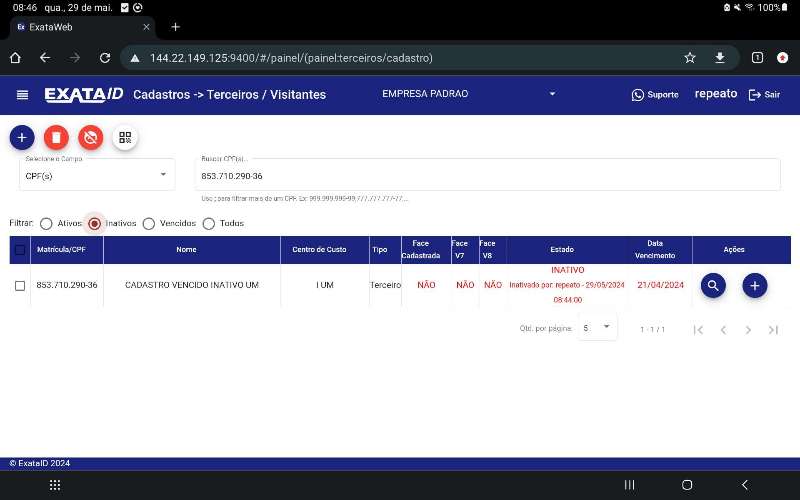 08:46 qua., 29 de mai. 100%
Ex ExataWeb
144.22.149.125:9400/#/painel/(painel:terceiros/cadastro)
1
EXATAID Cadastros -> Terceiros / Visitantes EMPRESA PADRAO Suporte repeato Sair
Selecione o Campo Buscar CPF(s)...
CPF(s) 853.710.290-36
Use ; para filtrar mais de um CPF. Ex: 999.999.999-99;777.777.777-77...
Filtrar: Ativos Inativos Vencidos Todos
Matrícula/CPF Nome Centro de Custo Tipo Face Cadastrada Face V7 Face V8 Estado Data Vencimento Ações
853.710.290-36 CADASTRO VENCIDO INATIVO UM I UM Terceiro NÃO NÃO NÃO INATIVO 21/04/2024
Inativado por: repeato - 29/05/2024
08:44:00
Qtd. por página: 5 1 - 1 / 1
© ExataID 2024